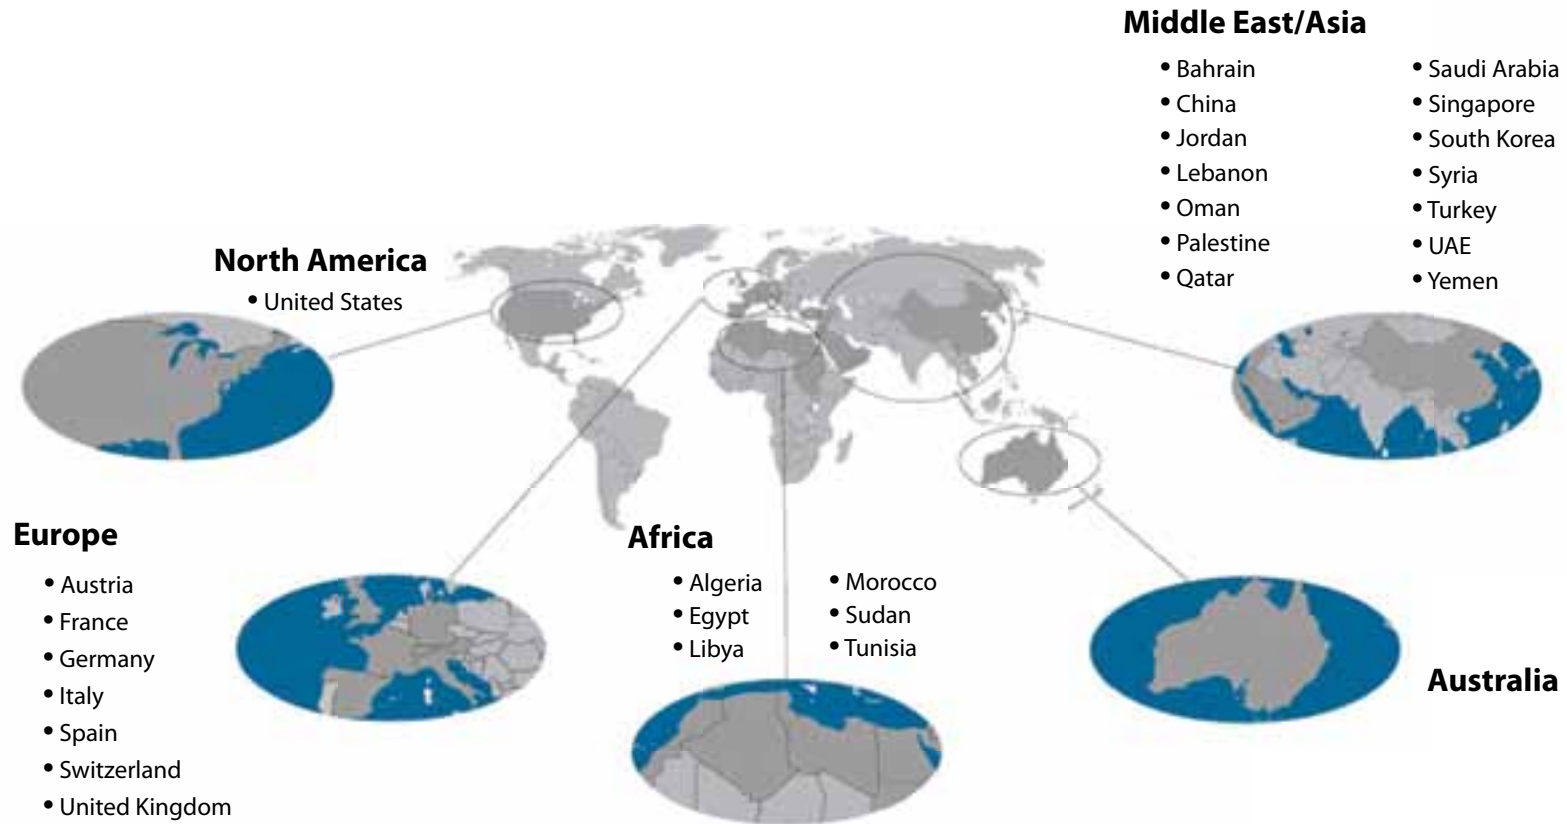 Middle East/Asia
• Bahrain
• China
• Jordan
• Lebanon
• Oman
• Palestine
• Qatar
• Saudi Arabia
• Singapore
• South Korea
• Syria
• Turkey
• UAE
• Yemen
North America
• United States
Europe
• Austria
• France
• Germany
• Italy
• Spain
• Switzerland
• United Kingdom
Africa
• Algeria
• Egypt
• Libya
• Morocco
• Sudan
• Tunisia
Australia